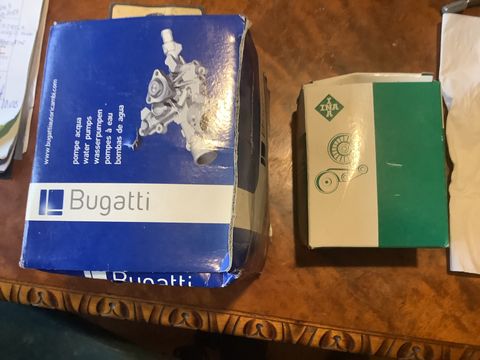 www.bugattiautoricambi.com
pompe acqua
water pumps
wasserpumpen
pompes à eau
bombas de agua
Bugatti
Bugatti
INA